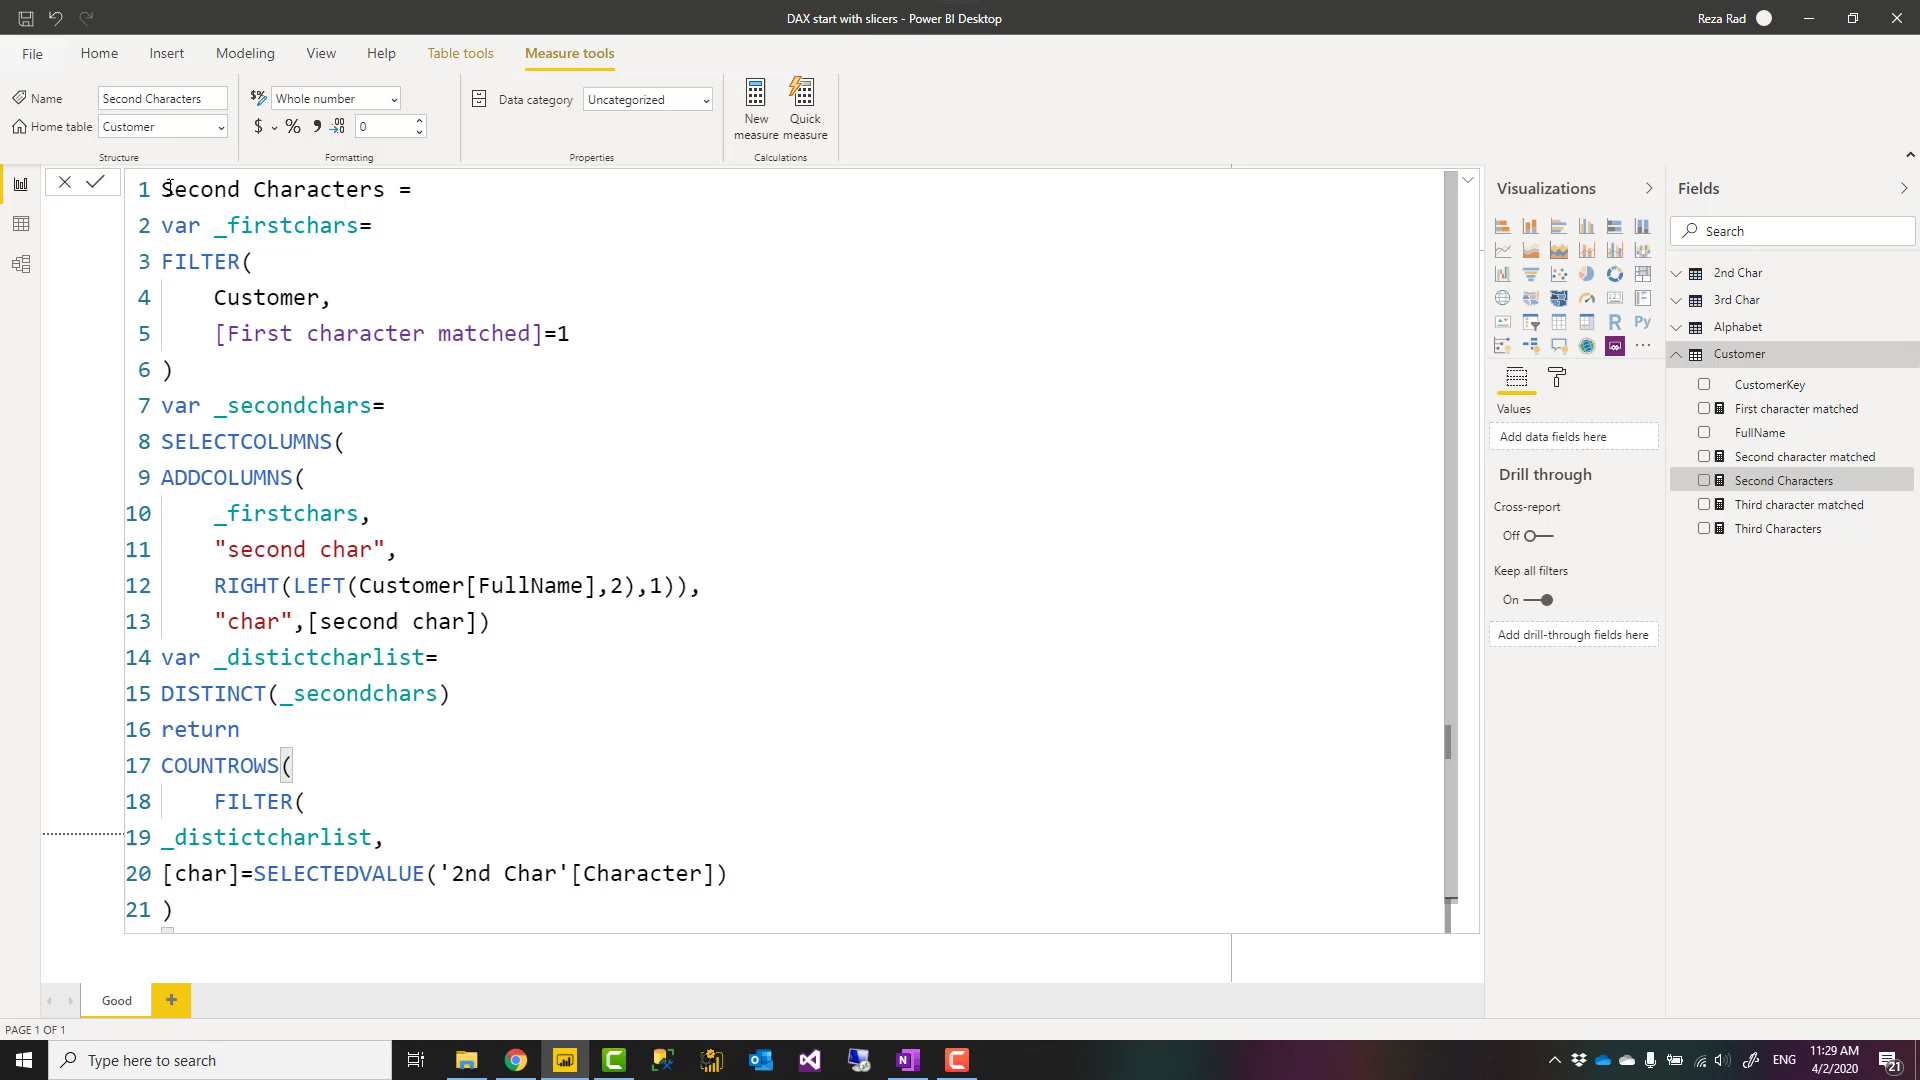 DAX start with slicers - Power BI Desktop
Reza Rad
File
Home
Insert
Modeling
View
Help
Table tools
Measure tools
Name
Second Characters
Home table
Customer
Structure
Whole number
$
%
0
Formatting
Data category
Uncategorized
Properties
New measure
Quick measure
Calculations
1 Second Characters =
2 var _firstchars=
3 FILTER(
4 Customer,
5 [First character matched]=1
6 )
7 var _secondchars=
8 SELECTCOLUMNS(
9 ADDCOLUMNS(
10 _firstchars,
11 "second char",
12 RIGHT(LEFT(Customer[FullName],2),1)),
13 "char",[second char])
14 var _distictcharlist=
15 DISTINCT(_secondchars)
16 return
17 COUNTROWS(
18 FILTER(
19 _distictcharlist,
20 [char]=SELECTEDVALUE('2nd Char'[Character])
21 )
Visualizations
R
Py
Values
Add data fields here
Drill through
Cross-report
Off
Keep all filters
On
Add drill-through fields here
Fields
Search
2nd Char
3rd Char
Alphabet
Customer
CustomerKey
First character matched
FullName
Second character matched
Second Characters
Third character matched
Third Characters
Good
PAGE 1 OF 1
Type here to search
ENG
11:29 AM
4/2/2020
21